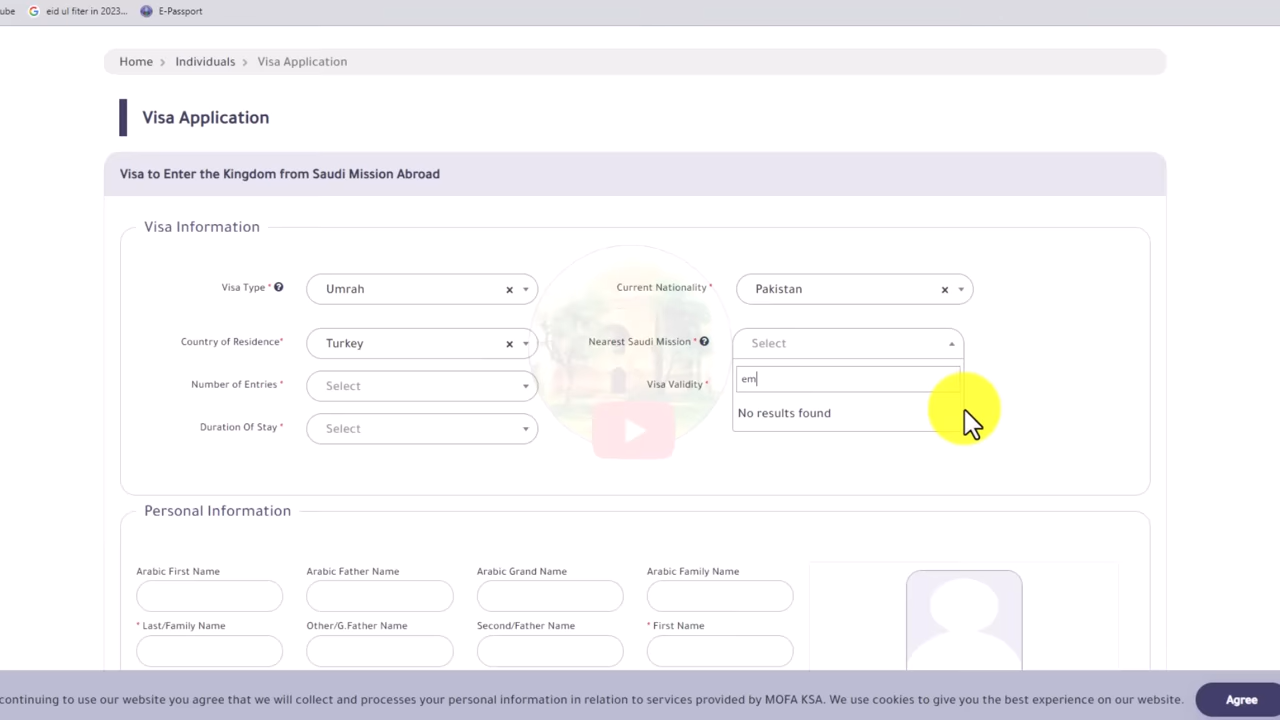 ube eid ul fiter in 2023... E-Passport
Home > Individuals > Visa Application
Visa Application
Visa to Enter the Kingdom from Saudi Mission Abroad
Visa Information
Visa Type * Umrah × Current Nationality * Pakistan ×
Country of Residence* Turkey × Nearest Saudi Mission * Select
Number of Entries * Select Visa Validity * em
No results found
Duration Of Stay * Select
Personal Information
Arabic First Name Arabic Father Name Arabic Grand Name Arabic Family Name
* Last/Family Name Other/G.Father Name Second/Father Name * First Name
continuing to use our website you agree that we will collect and processes your personal information in relation to services provided by MOFA KSA. We use cookies to give you the best experience on our website. Agree